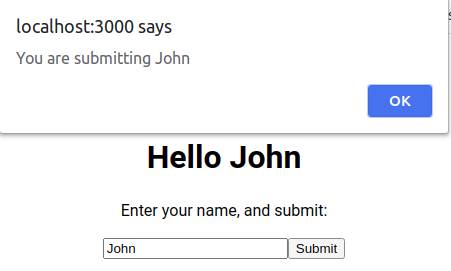 localhost:3000 says
You are submitting John
OK
Hello John
Enter your name, and submit:
John Submit